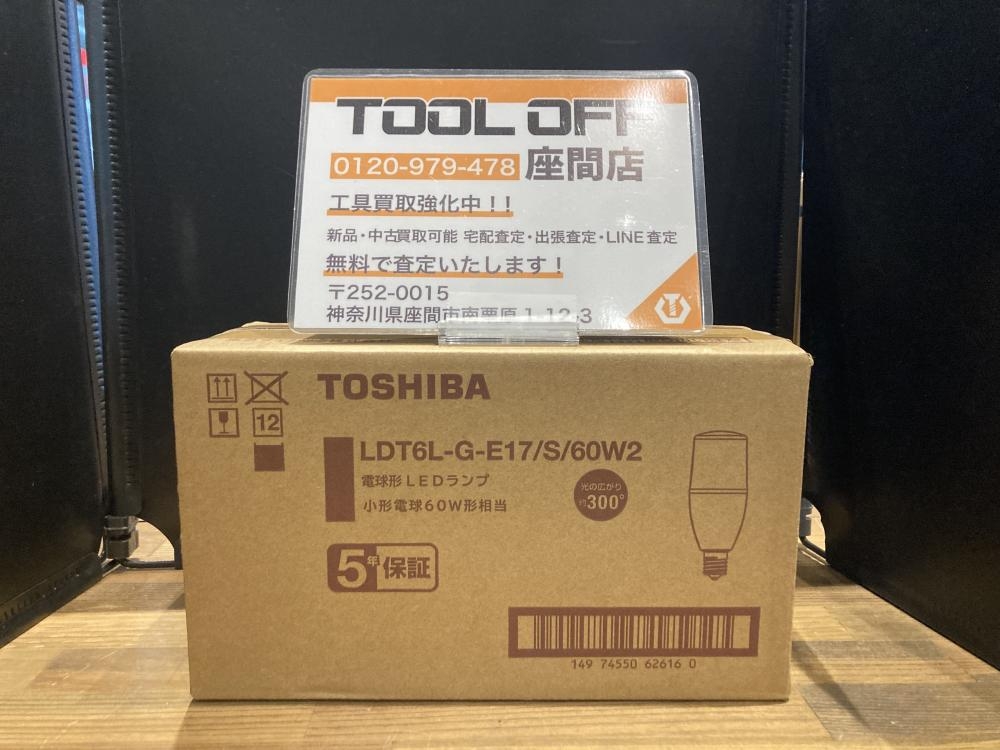 TOOL OFF
0120-979-478 座間店
工具買取強化中!!
新品・中古買取可能 宅配査定・出張査定・LINE査定
無料で査定いたします!
〒252-0015
神奈川県座間市南栗原 1-12-3
TOSHIBA
12
LDT6L-G-E17/S/60W2
電球形LEDランプ
小形電球60W形相当
光の広がり
約300°
5年保証
149 74550 62616 0